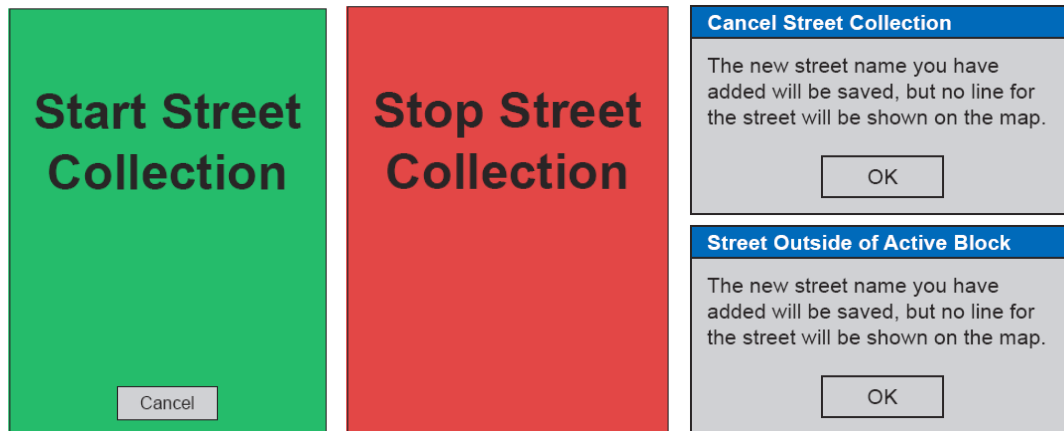 Start Street
Collection
Cancel
Stop Street
Collection
Cancel Street Collection
The new street name you have
added will be saved, but no line for
the street will be shown on the map.
OK
Street Outside of Active Block
The new street name you have
added will be saved, but no line for
the street will be shown on the map.
OK